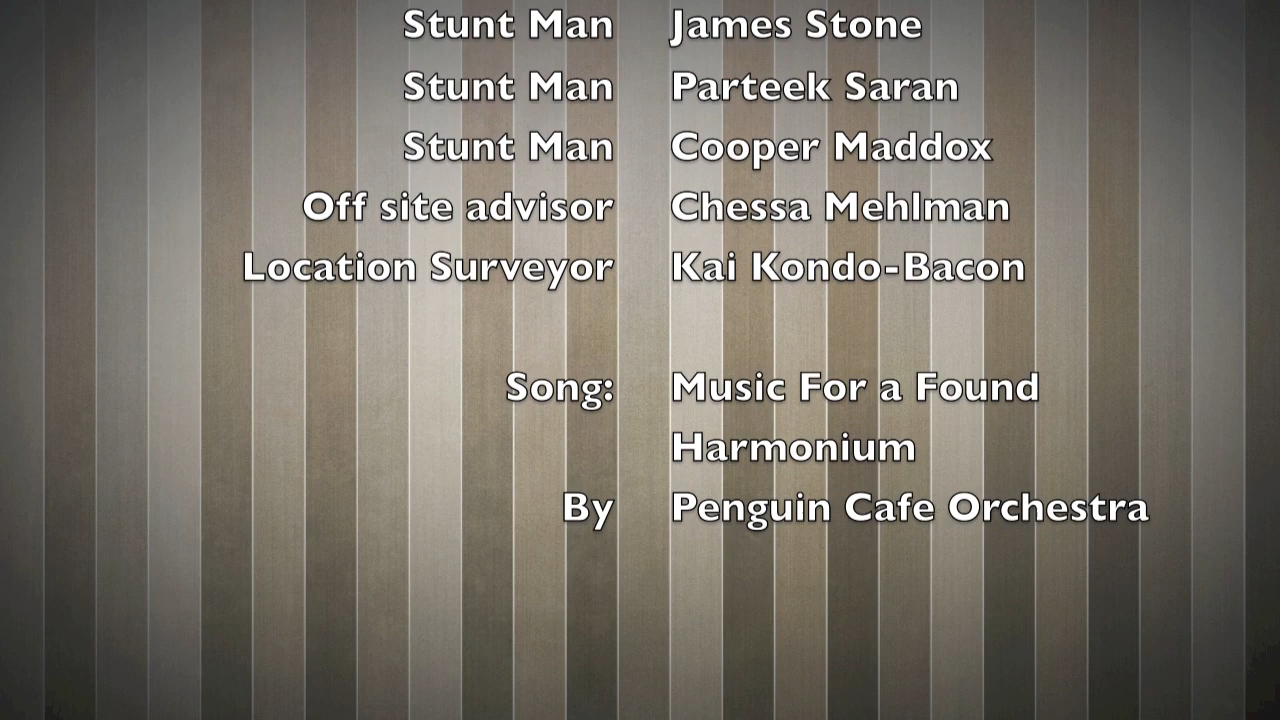 Stunt Man James Stone
Stunt Man Parteek Saran
Stunt Man Cooper Maddox
Off site advisor Chessa Mehlman
Location Surveyor Kai Kondo-Bacon
Song: Music For a Found
Harmonium
By Penguin Cafe Orchestra